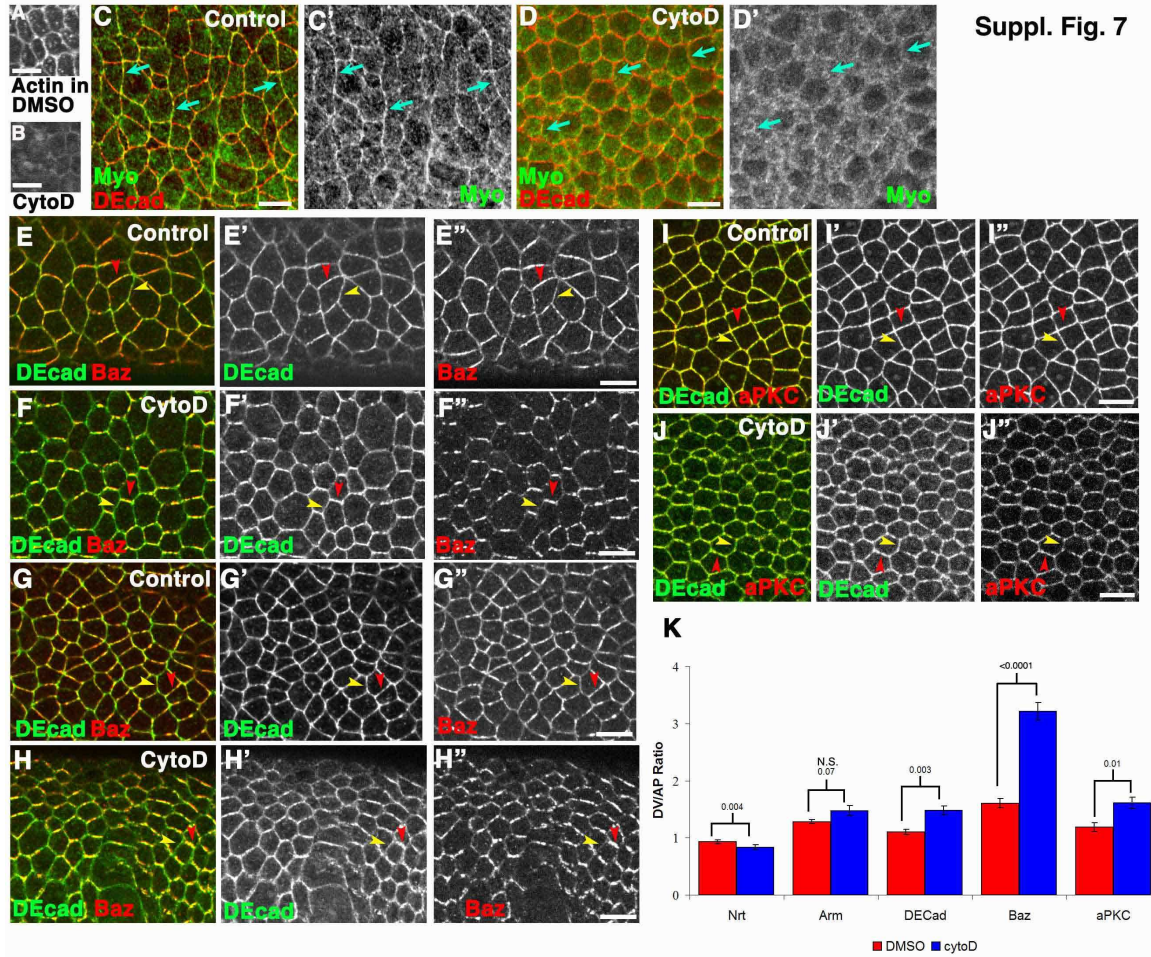 Suppl. Fig. 7
A
Actin in
DMSO
B
CytoD
C Control
Myo
DEcad
C'
Myo
D CytoD
Myo
DEcad
D'
Myo
E Control
DEcad Baz
E'
DEcad
E"
Baz
F CytoD
DEcad Baz
F'
DEcad
F"
Baz
G Control
DEcad Baz
G'
DEcad
G"
Baz
H CytoD
DEcad Baz
H'
DEcad
H"
Baz
I Control
DEcad aPKC
I'
DEcad
I"
aPKC
J CytoD
DEcad aPKC
J'
DEcad
J"
aPKC
K
DV/AP Ratio
4
3
2
1
0
0.004
N.S.
0.07
0.003
<0.0001
0.01
Nrt Arm DECad Baz aPKC
DMSO cytoD